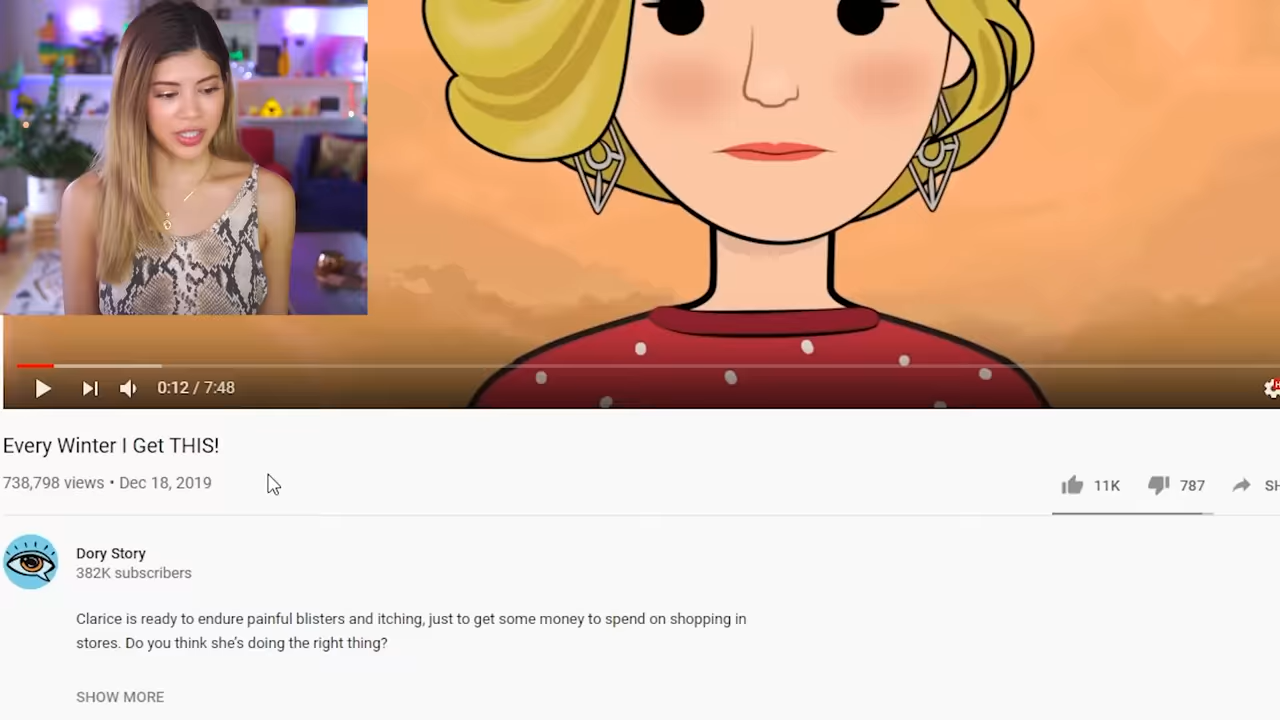 0:12 / 7:48
Every Winter I Get THIS!
738,798 views • Dec 18, 2019
11K
787
SH
Dory Story
382K subscribers
Clarice is ready to endure painful blisters and itching, just to get some money to spend on shopping in
stores. Do you think she's doing the right thing?
SHOW MORE